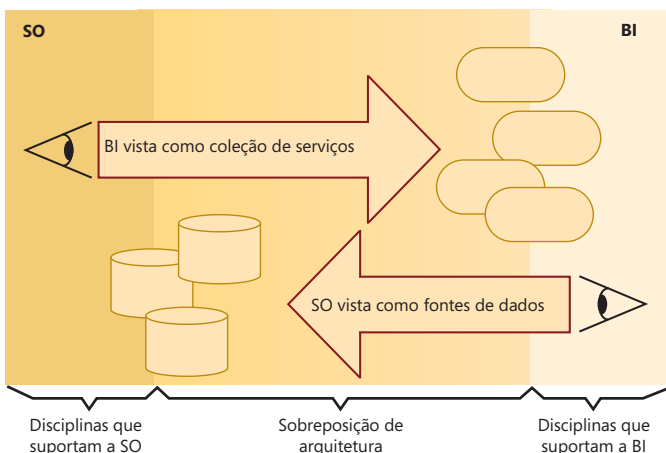 SO
BI
BI vista como coleção de serviços
SO vista como fontes de dados
Disciplinas que
suportam a SO
Sobreposição de
arquitetura
Disciplinas que
suportam a BI